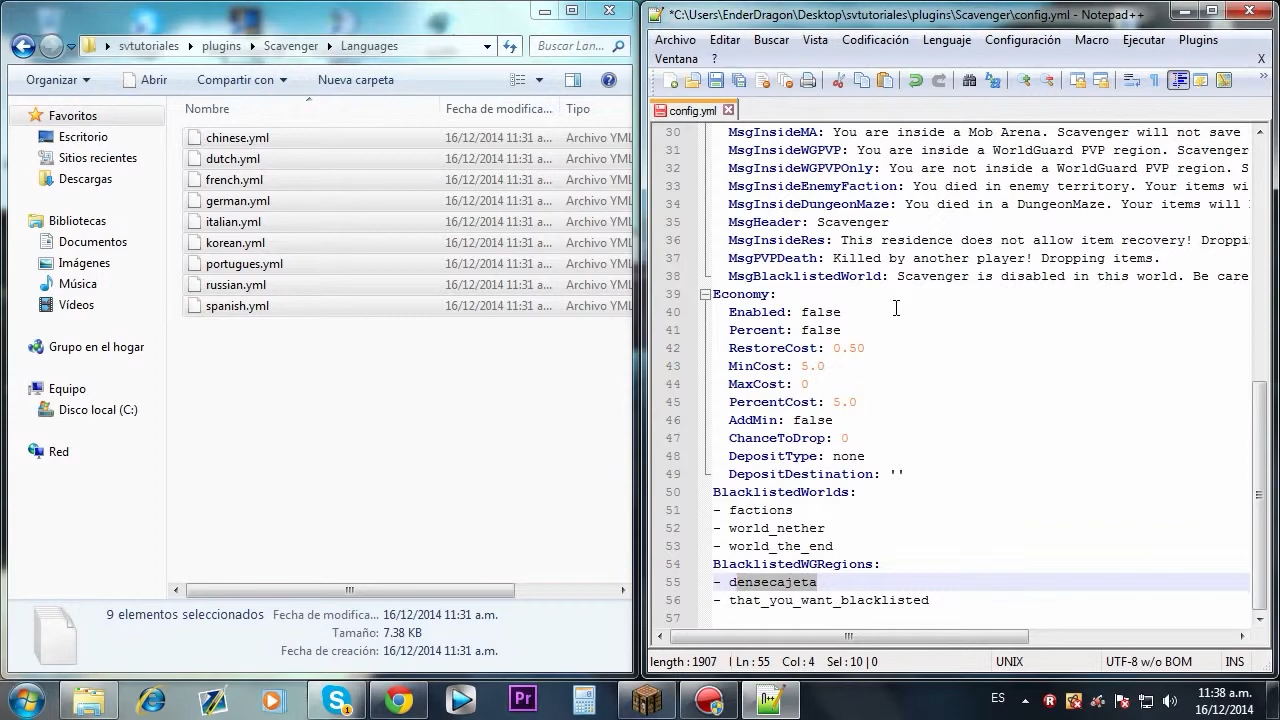 svtutoriales
plugins
Scavenger
Languages
Buscar Lan...
Organizar
Abrir
Compartir con
Nueva carpeta
Favoritos
Escritorio
Sitios recientes
Descargas
Bibliotecas
Documentos
Imágenes
Música
Vídeos
Grupo en el hogar
Equipo
Disco local (C:)
Red
Nombre Fecha de modifica... Tipo
chinese.yml 16/12/2014 11:31 a... Archivo YML
dutch.yml 16/12/2014 11:31 a... Archivo YML
french.yml 16/12/2014 11:31 a... Archivo YML
german.yml 16/12/2014 11:31 a... Archivo YML
italian.yml 16/12/2014 11:31 a... Archivo YML
korean.yml 16/12/2014 11:31 a... Archivo YML
portugues.yml 16/12/2014 11:31 a... Archivo YML
russian.yml 16/12/2014 11:31 a... Archivo YML
spanish.yml 16/12/2014 11:31 a... Archivo YML
9 elementos seleccionados Fecha de modifica... 16/12/2014 11:31 a.m.
Tamaño: 7.38 KB
Fecha de creación: 16/12/2014 11:31 a.m.
*C:\Users\EnderDragon\Desktop\svtutoriales\plugins\Scavenger\config.yml - Notepad++
Archivo Editar Buscar Vista Codificación Lenguaje Configuración Macro Ejecutar Plugins
Ventana ? X
config.yml
30 MsgInsideMA: You are inside a Mob Arena. Scavenger will not save
31 MsgInsideWGPVP: You are inside a WorldGuard PVP region. Scavenger
32 MsgInsideWGPVPOnly: You are not inside a WorldGuard PVP region. S
33 MsgInsideEnemyFaction: You died in enemy territory. Your items wi
34 MsgInsideDungeonMaze: You died in a DungeonMaze. Your items will
35 MsgHeader: Scavenger
36 MsgInsideRes: This residence does not allow item recovery! Droppi
37 MsgPVPDeath: Killed by another player! Dropping items.
38 MsgBlacklistedWorld: Scavenger is disabled in this world. Be care
39 Economy:
40 Enabled: false
41 Percent: false
42 RestoreCost: 0.50
43 MinCost: 5.0
44 MaxCost: 0
45 PercentCost: 5.0
46 AddMin: false
47 ChanceToDrop: 0
48 DepositType: none
49 DepositDestination: ''
50 BlacklistedWorlds:
51 - factions
52 - world_nether
53 - world_the_end
54 BlacklistedWGRegions:
55 - densecajeta
56 - that_you_want_blacklisted
57
length : 1907 Ln : 55 Col : 4 Sel : 10 | 0 UNIX UTF-8 w/o BOM INS
Pr
ES
11:38 a.m.
16/12/2014